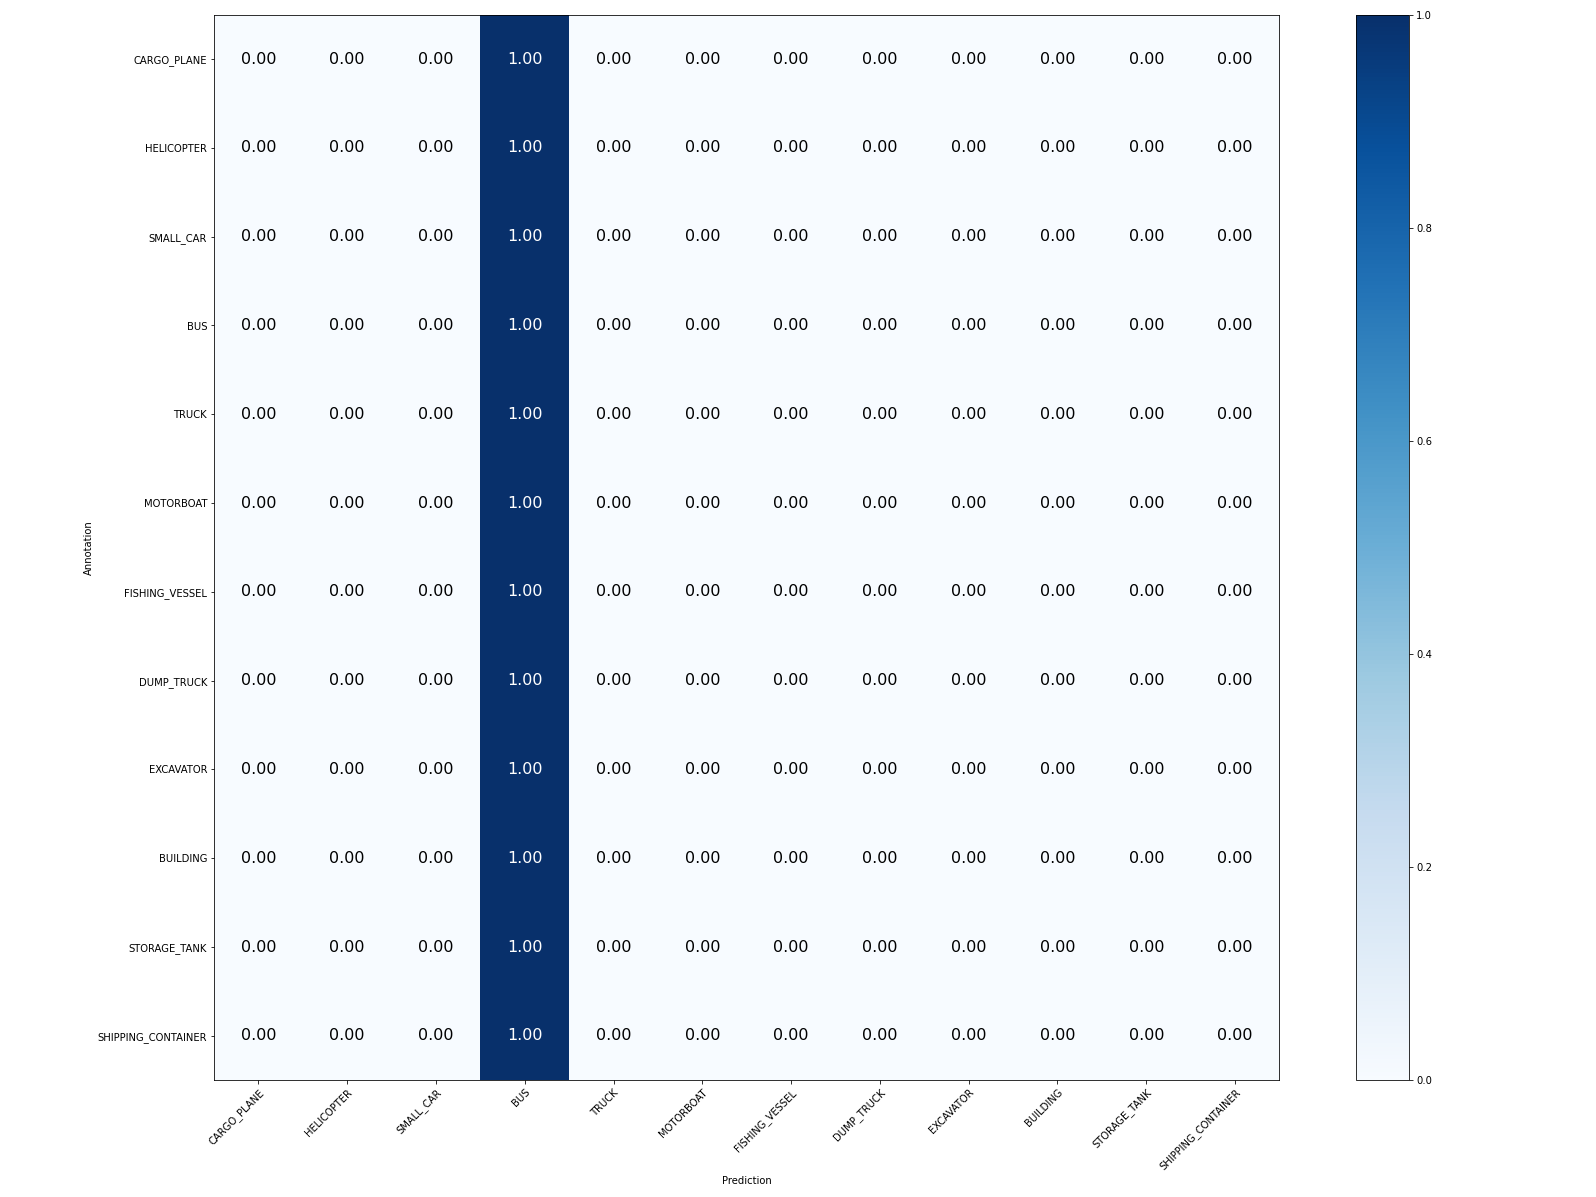 CARGO_PLANE 0.00 0.00 0.00 1.00 0.00 0.00 0.00 0.00 0.00 0.00 0.00 0.00
HELICOPTER 0.00 0.00 0.00 1.00 0.00 0.00 0.00 0.00 0.00 0.00 0.00 0.00
SMALL_CAR 0.00 0.00 0.00 1.00 0.00 0.00 0.00 0.00 0.00 0.00 0.00 0.00
BUS 0.00 0.00 0.00 1.00 0.00 0.00 0.00 0.00 0.00 0.00 0.00 0.00
TRUCK 0.00 0.00 0.00 1.00 0.00 0.00 0.00 0.00 0.00 0.00 0.00 0.00
MOTORBOAT 0.00 0.00 0.00 1.00 0.00 0.00 0.00 0.00 0.00 0.00 0.00 0.00
FISHING_VESSEL 0.00 0.00 0.00 1.00 0.00 0.00 0.00 0.00 0.00 0.00 0.00 0.00
DUMP_TRUCK 0.00 0.00 0.00 1.00 0.00 0.00 0.00 0.00 0.00 0.00 0.00 0.00
EXCAVATOR 0.00 0.00 0.00 1.00 0.00 0.00 0.00 0.00 0.00 0.00 0.00 0.00
BUILDING 0.00 0.00 0.00 1.00 0.00 0.00 0.00 0.00 0.00 0.00 0.00 0.00
STORAGE_TANK 0.00 0.00 0.00 1.00 0.00 0.00 0.00 0.00 0.00 0.00 0.00 0.00
SHIPPING_CONTAINER 0.00 0.00 0.00 1.00 0.00 0.00 0.00 0.00 0.00 0.00 0.00 0.00
CARGO_PLANE HELICOPTER SMALL_CAR BUS TRUCK MOTORBOAT FISHING_VESSEL DUMP_TRUCK EXCAVATOR BUILDING STORAGE_TANK SHIPPING_CONTAINER
Prediction
Annotation
1.0
0.8
0.6
0.4
0.2
0.0